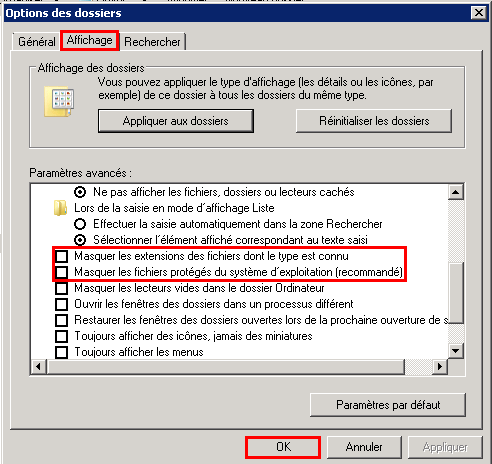 Options des dossiers
Général Affichage Rechercher
Affichage des dossiers
Vous pouvez appliquer le type d'affichage (les détails ou les icônes, par
exemple) de ce dossier à tous les dossiers du même type.
Appliquer aux dossiers Réinitialiser les dossiers
Paramètres avancés :
Ne pas afficher les fichiers, dossiers ou lecteurs cachés
Lors de la saisie en mode d'affichage Liste
Effectuer la saisie automatiquement dans la zone Rechercher
Sélectionner l'élément affiché correspondant au texte saisi
Masquer les extensions des fichiers dont le type est connu
Masquer les fichiers protégés du système d'exploitation (recommandé)
Masquer les lecteurs vides dans le dossier Ordinateur
Ouvrir les fenêtres des dossiers dans un processus différent
Restaurer les fenêtres des dossiers ouvertes lors de la prochaine ouverture de s
Toujours afficher des icônes, jamais des miniatures
Toujours afficher les menus
Paramètres par défaut
OK Annuler Appliquer